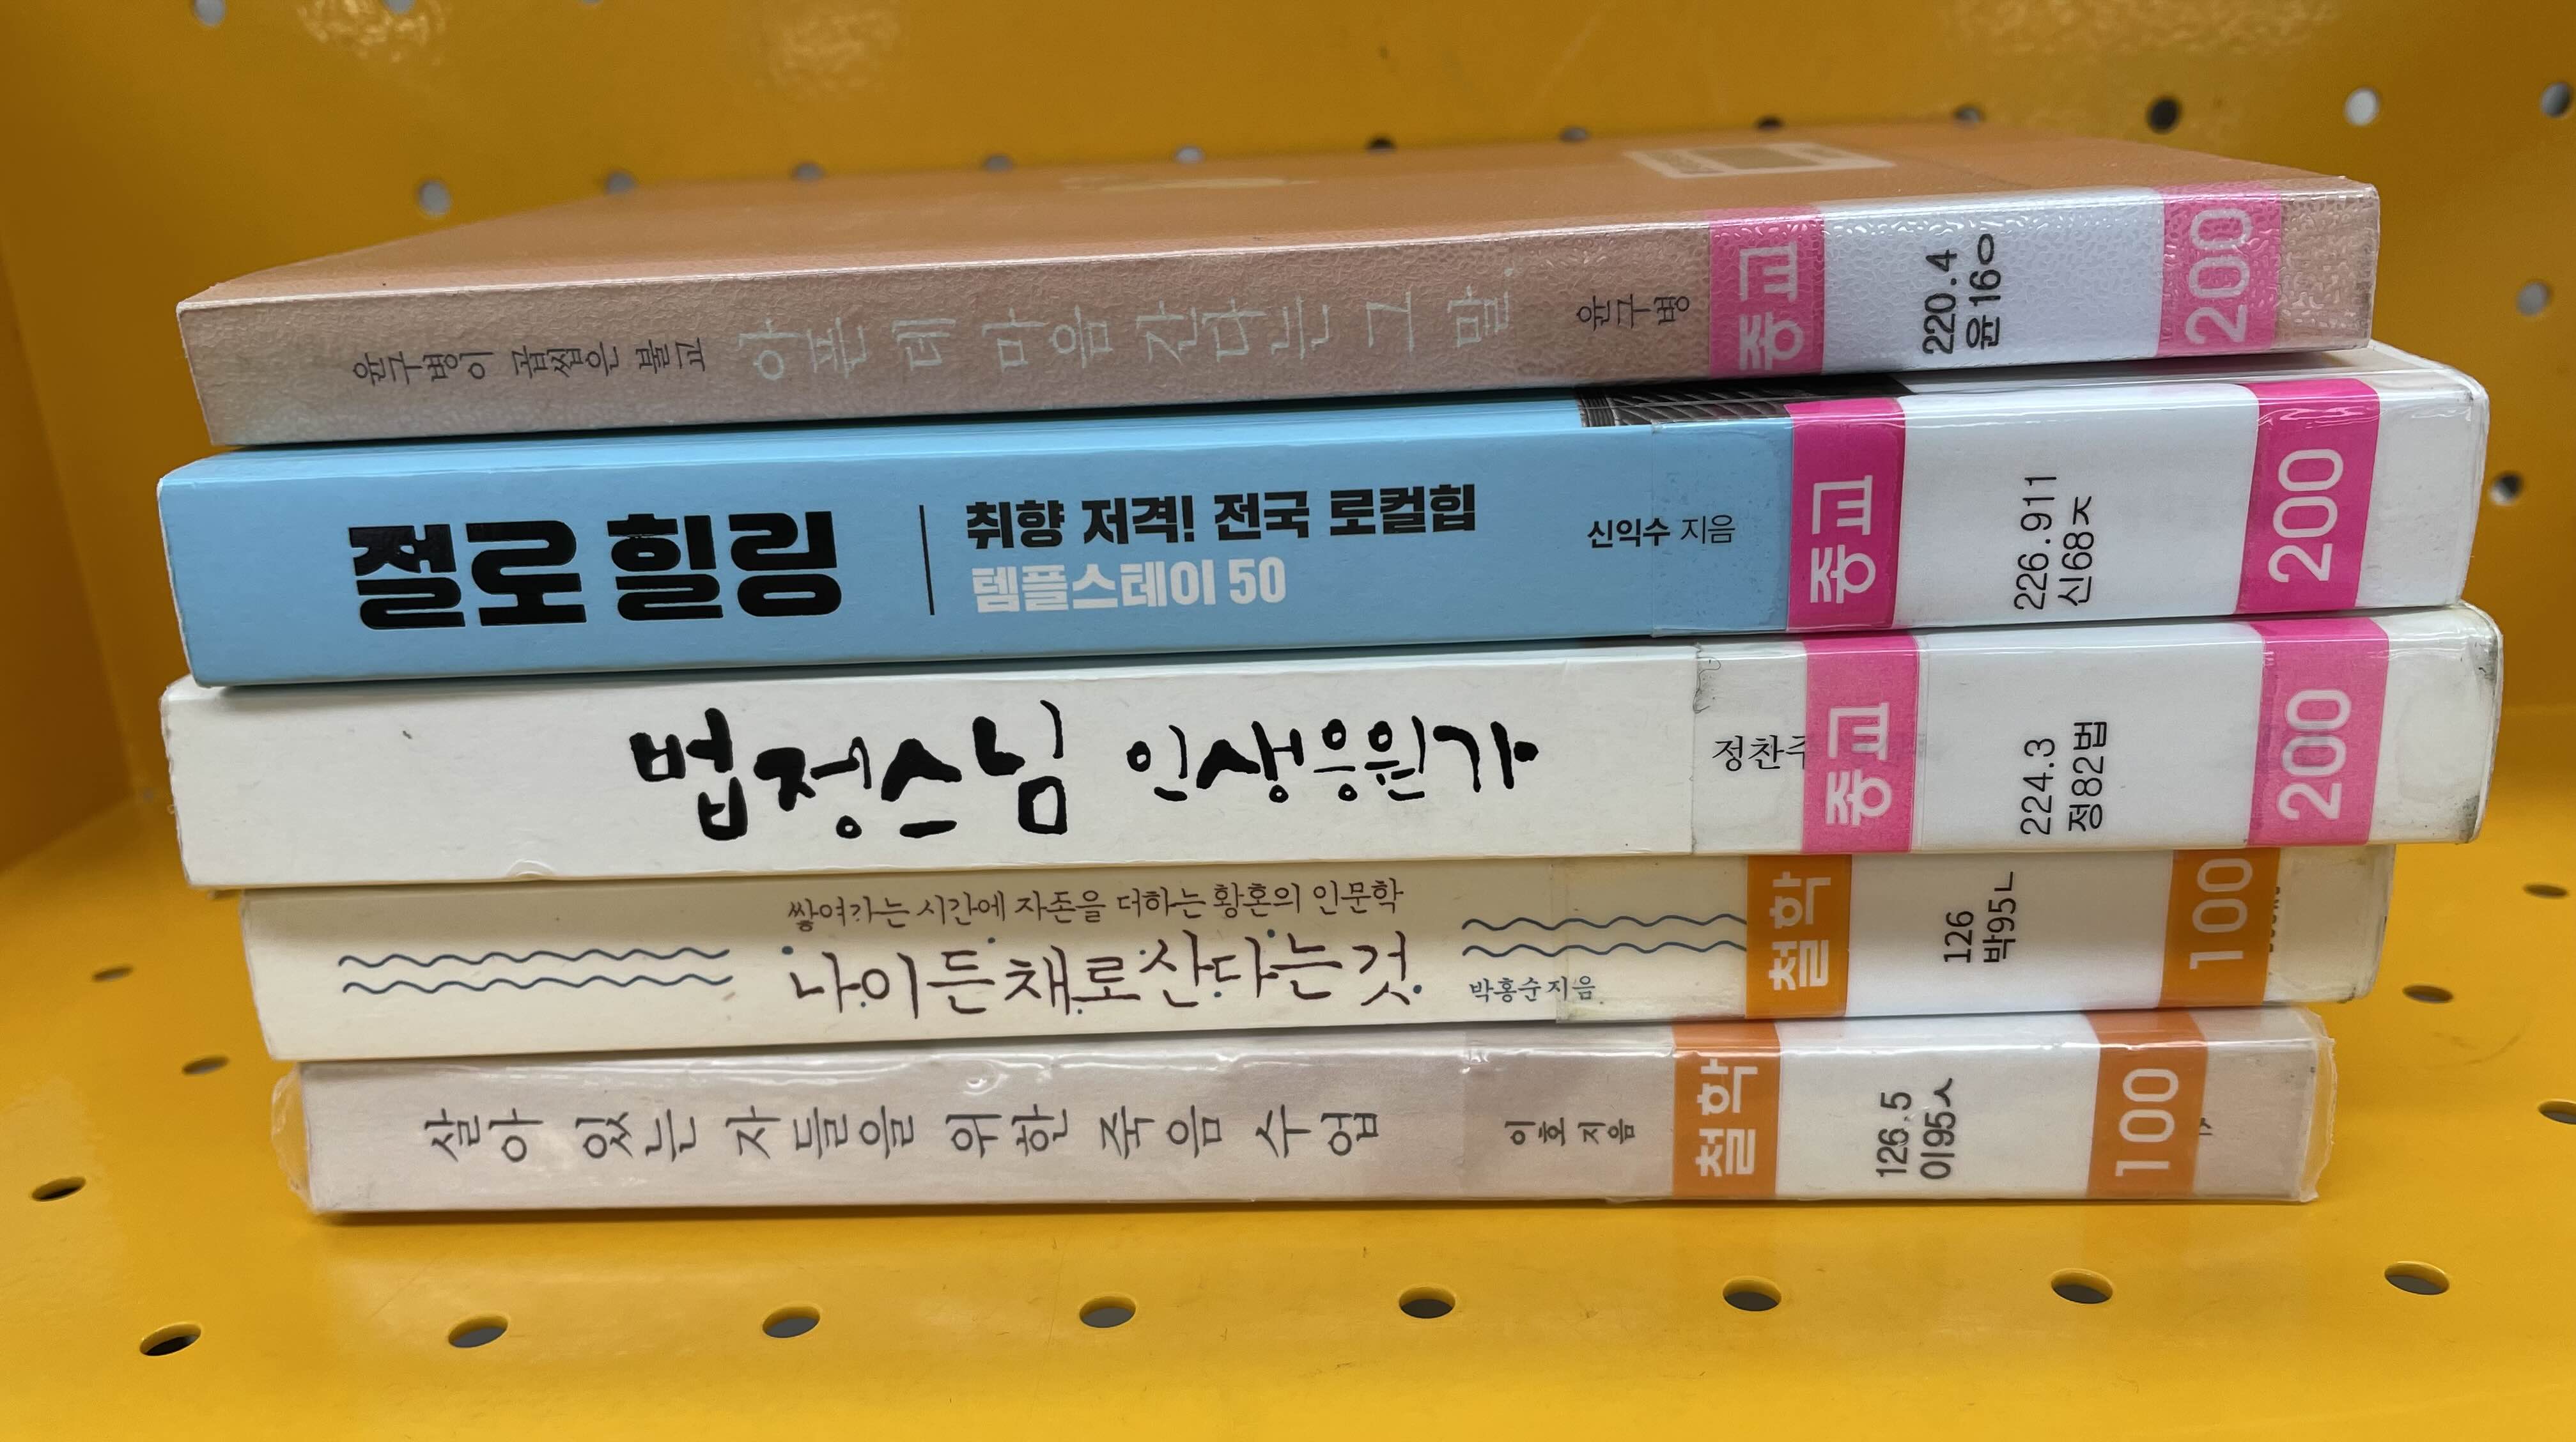 윤구병이 곱씹은 불교
아픈 데 마음 간다는 그 말.
윤구병
종교
220.4
윤16ㅇ
200
절로 힐링
취향 저격! 전국 로컬힙
템플스테이 50
신익수 지음
종교
226.911
신68ㅈ
200
법정스님 인생응원가
정찬주
종교
224.3
정82법
200
쌓여가는 시간에 자존을 더하는 황혼의 인문학
나이 든 채로 산다는 것
박홍순 지음
철학
126
박95ㄴ
100
살아 있는 자들을 위한 죽음 수업
이호 지음
철학
126.5
이95ㅅ
100